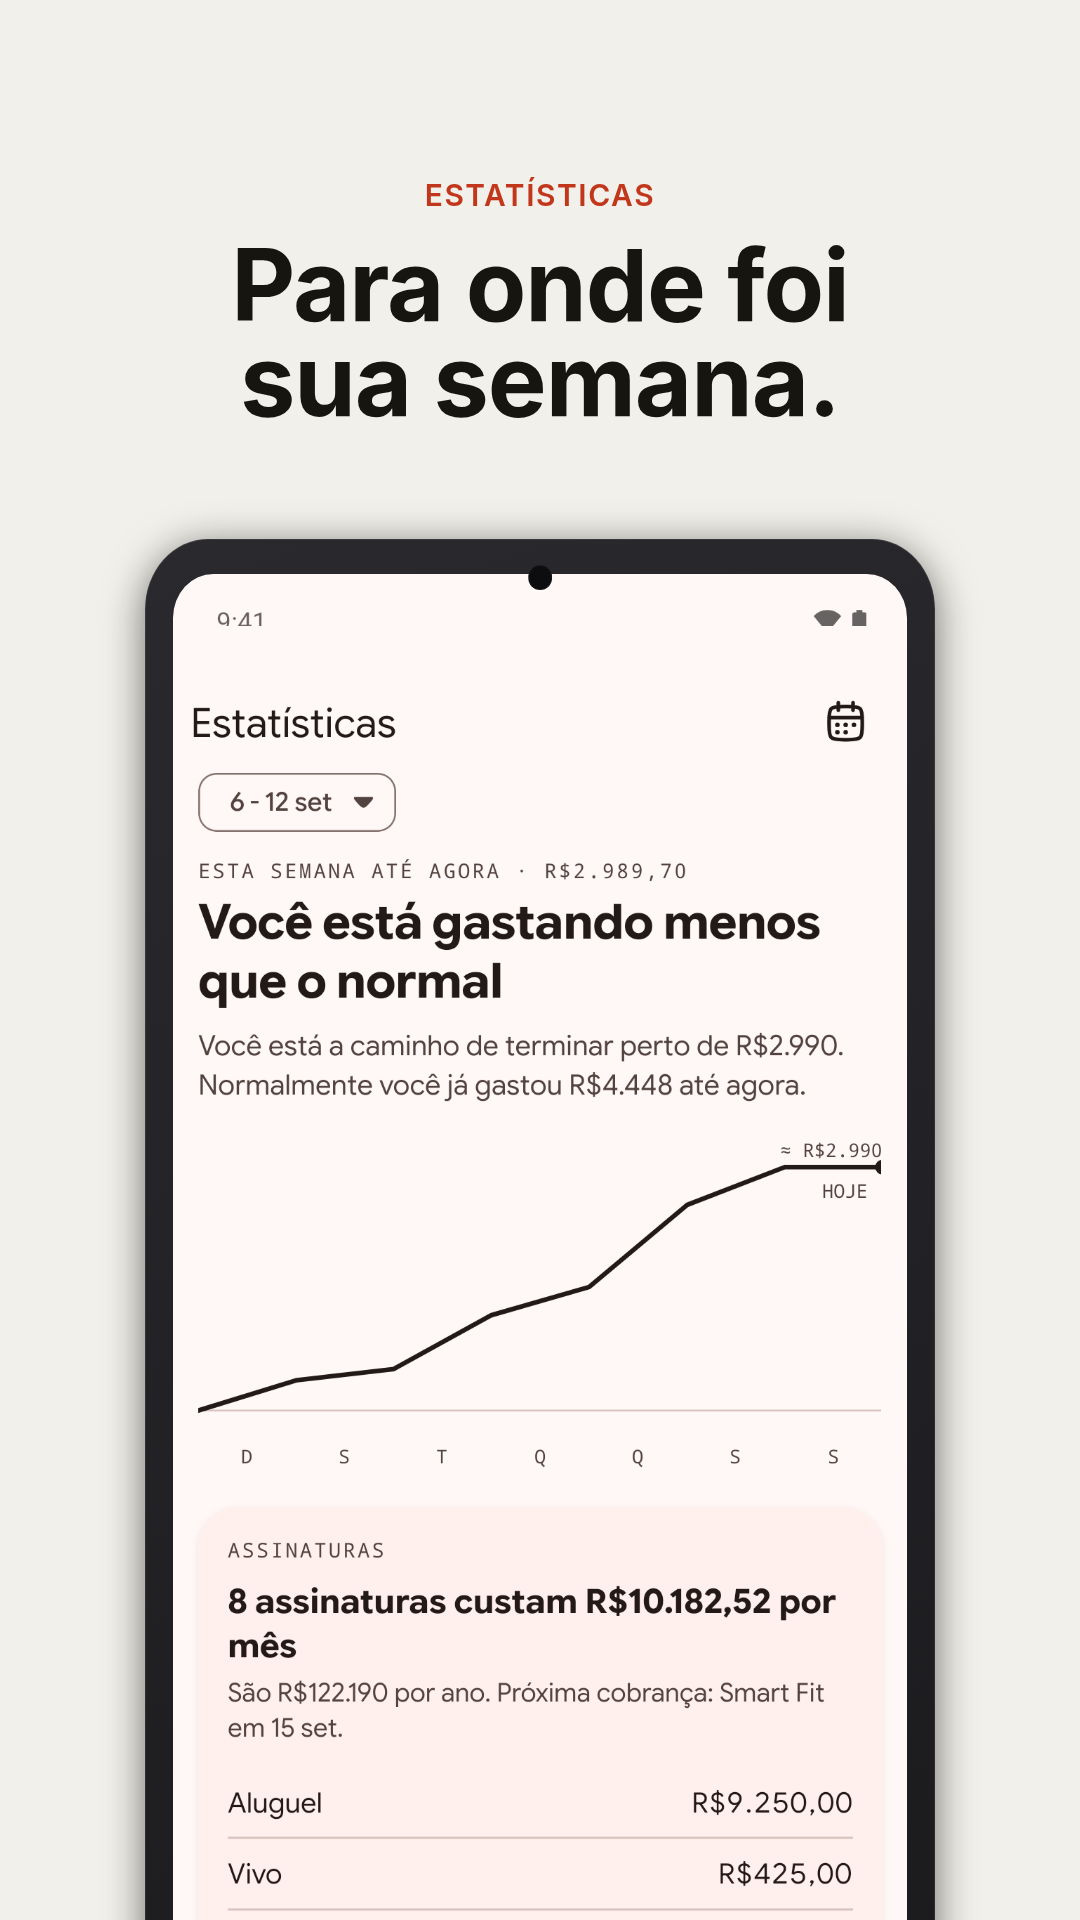 ESTATÍSTICAS
Para onde foi
sua semana.
9:41
Estatísticas
6 - 12 set
ESTA SEMANA ATÉ AGORA · R$2.989,70
Você está gastando menos
que o normal
Você está a caminho de terminar perto de R$2.990.
Normalmente você já gastou R$4.448 até agora.
≈ R$2.990
HOJE
D S T Q Q S S
ASSINATURAS
8 assinaturas custam R$10.182,52 por
mês
São R$122.190 por ano. Próxima cobrança: Smart Fit
em 15 set.
Aluguel R$9.250,00
Vivo R$425,00